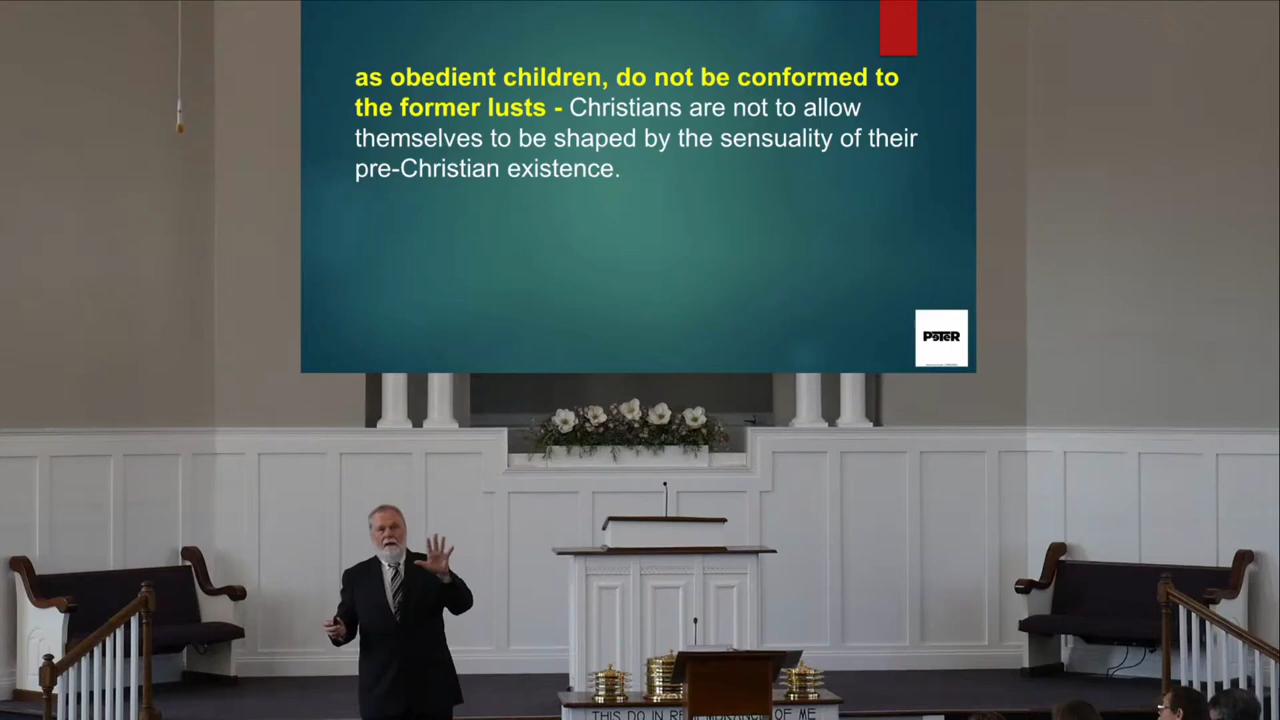 as obedient children, do not be conformed to
the former lusts - Christians are not to allow
themselves to be shaped by the sensuality of their
pre-Christian existence.
PETER
THIS DO IN OF ME